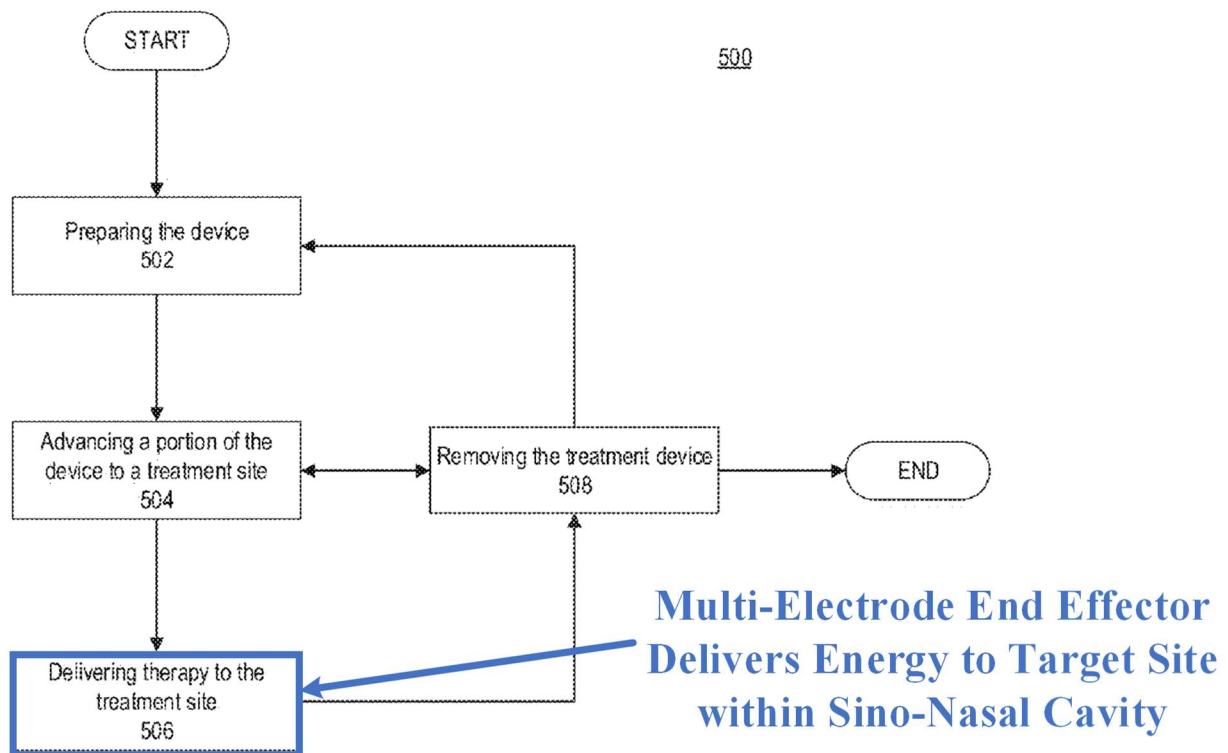 START
500
Preparing the device
502
Advancing a portion of the
device to a treatment site
504
Removing the treatment device
508
END
Delivering therapy to the
treatment site
506
Multi-Electrode End Effector
Delivers Energy to Target Site
within Sino-Nasal Cavity